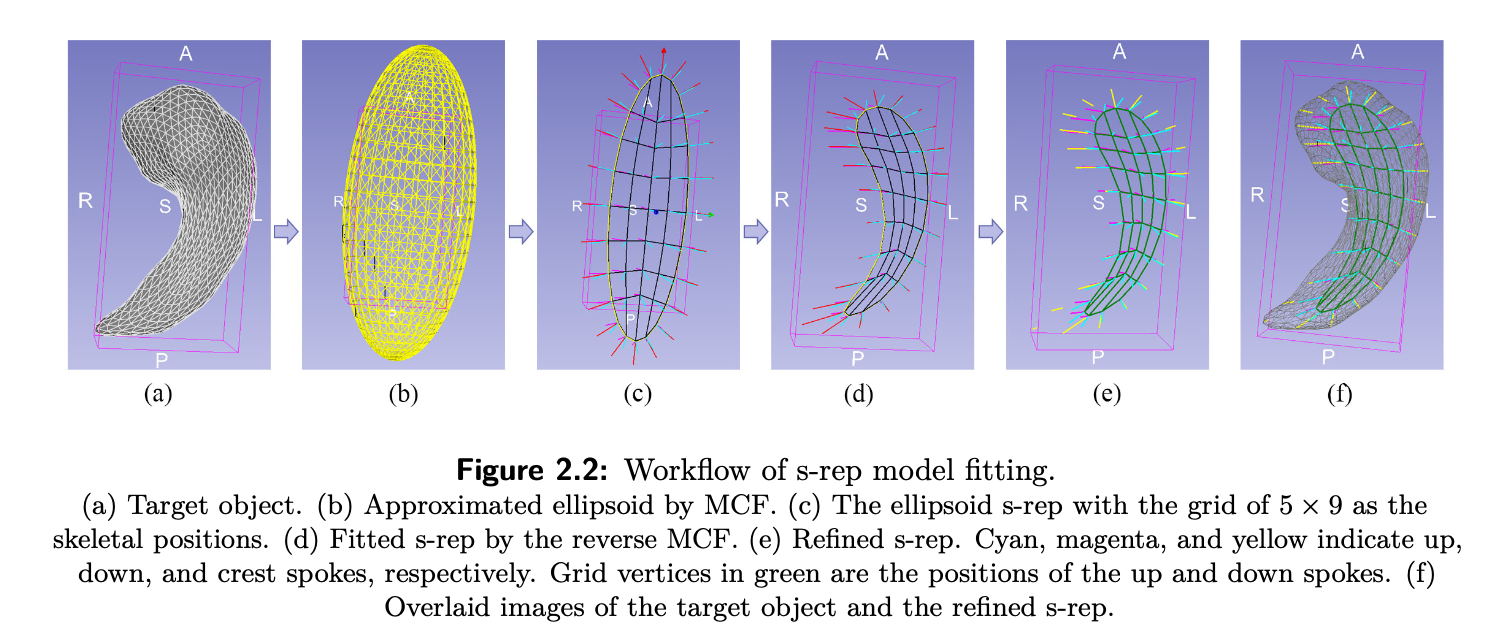 A
R
S
L
P
A
R
S
L
P
A
R
S
L
P
A
S
L
P
A
R
S
L
P
A
R
S
L
P
(a)
(b)
(c)
(d)
(e)
(f)
Figure 2.2: Workflow of s-rep model fitting.
(a) Target object. (b) Approximated ellipsoid by MCF. (c) The ellipsoid s-rep with the grid of 5 × 9 as the
skeletal positions. (d) Fitted s-rep by the reverse MCF. (e) Refined s-rep. Cyan, magenta, and yellow indicate up,
down, and crest spokes, respectively. Grid vertices in green are the positions of the up and down spokes. (f)
Overlaid images of the target object and the refined s-rep.